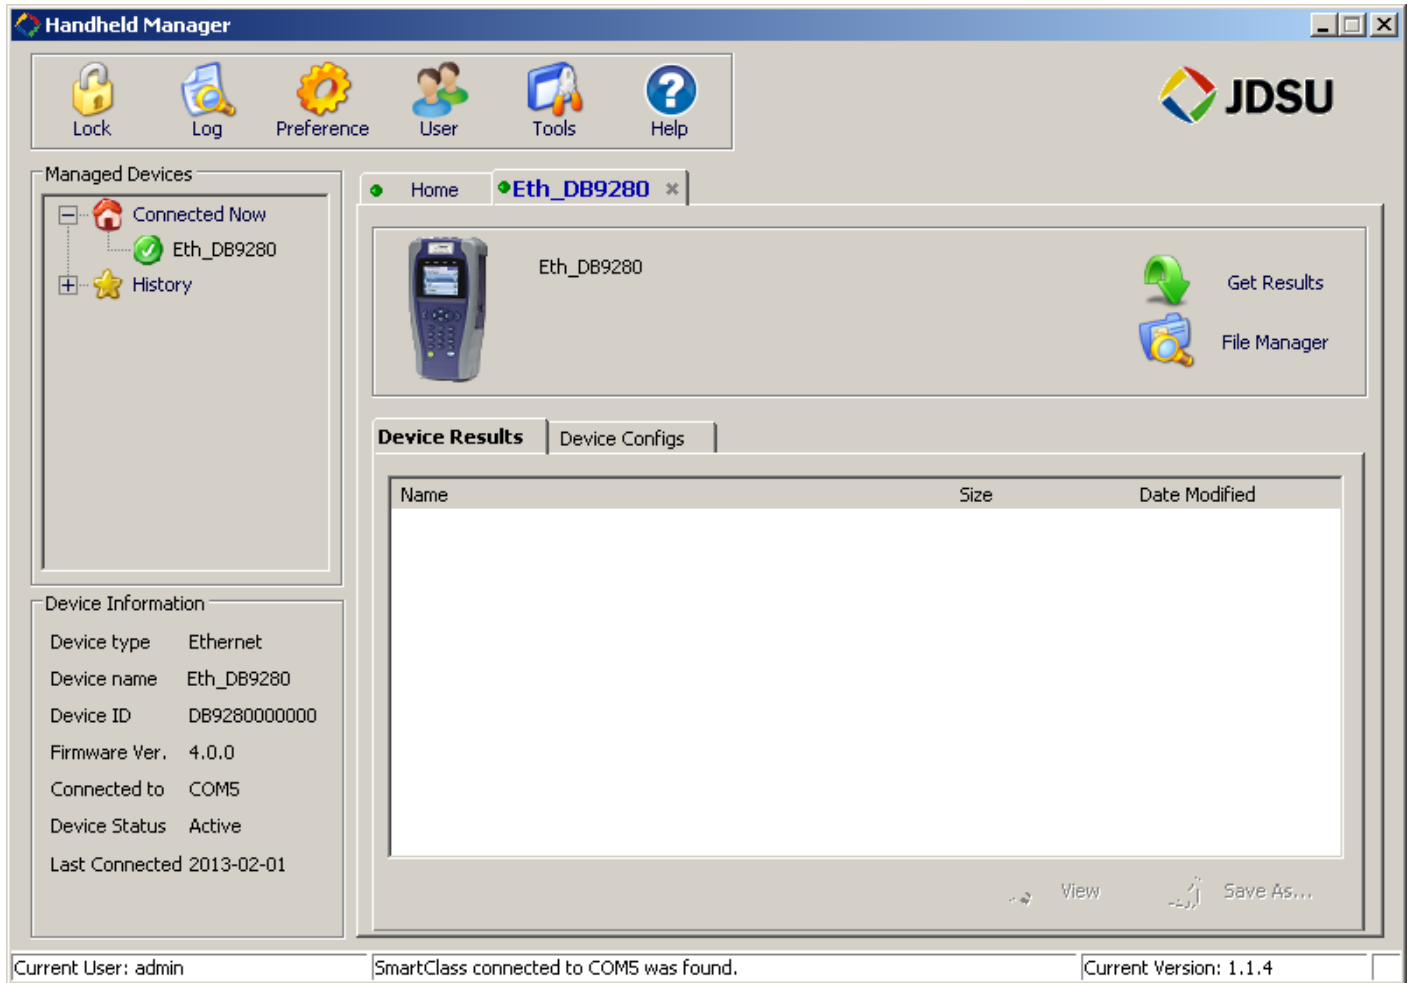 Handheld Manager
Lock Log Preference User Tools Help
JDSU
Managed Devices
Connected Now
Eth_DB9280
History
Home Eth_DB9280
Eth_DB9280
Get Results
File Manager
Device Results Device Configs
Name Size Date Modified
View Save As...
Device Information
Device type Ethernet
Device name Eth_DB9280
Device ID DB9280000000
Firmware Ver. 4.0.0
Connected to COM5
Device Status Active
Last Connected 2013-02-01
Current User: admin SmartClass connected to COM5 was found. Current Version: 1.1.4